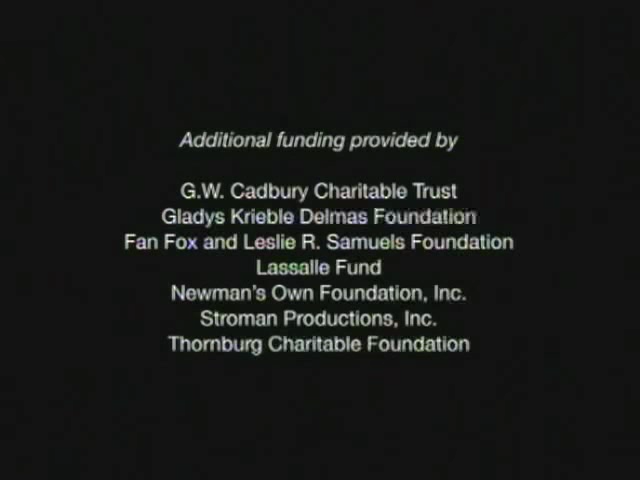 Additional funding provided by
G.W. Cadbury Charitable Trust
Gladys Krieble Delmas Foundation
Fan Fox and Leslie R. Samuels Foundation
Lassalle Fund
Newman's Own Foundation, Inc.
Stroman Productions, Inc.
Thornburg Charitable Foundation